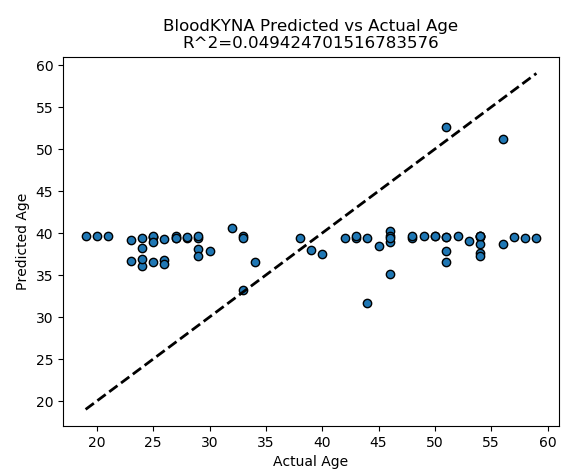 BloodKYNA Predicted vs Actual Age
R^2=0.049424701516783576
60
55
50
45
40
35
30
25
20
Predicted Age
20 25 30 35 40 45 50 55 60
Actual Age